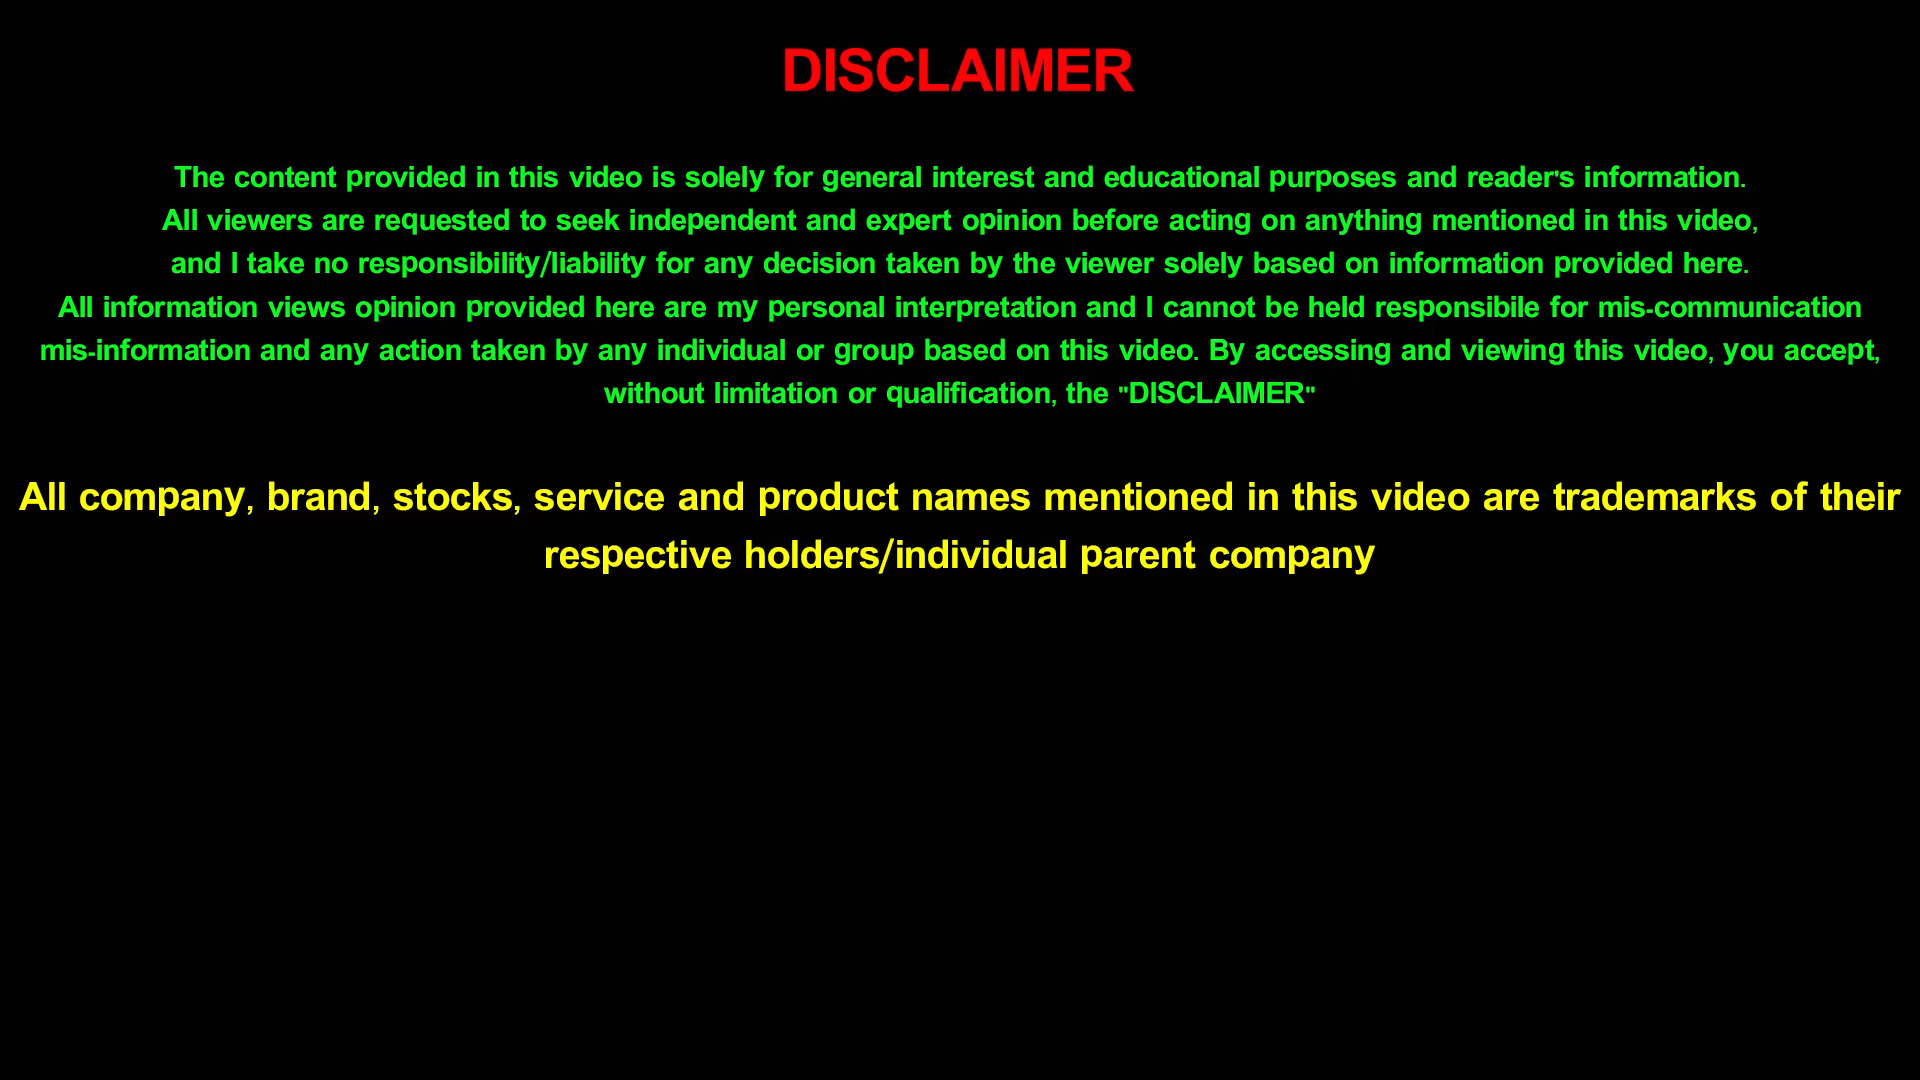 DISCLAIMER
The content provided in this video is solely for general interest and educational purposes and reader's information.
All viewers are requested to seek independent and expert opinion before acting on anything mentioned in this video,
and I take no responsibility/liability for any decision taken by the viewer solely based on information provided here.
All information views opinion provided here are my personal interpretation and I cannot be held responsibile for mis-communication
mis-information and any action taken by any individual or group based on this video. By accessing and viewing this video, you accept,
without limitation or qualification, the "DISCLAIMER"
All company, brand, stocks, service and product names mentioned in this video are trademarks of their
respective holders/individual parent company